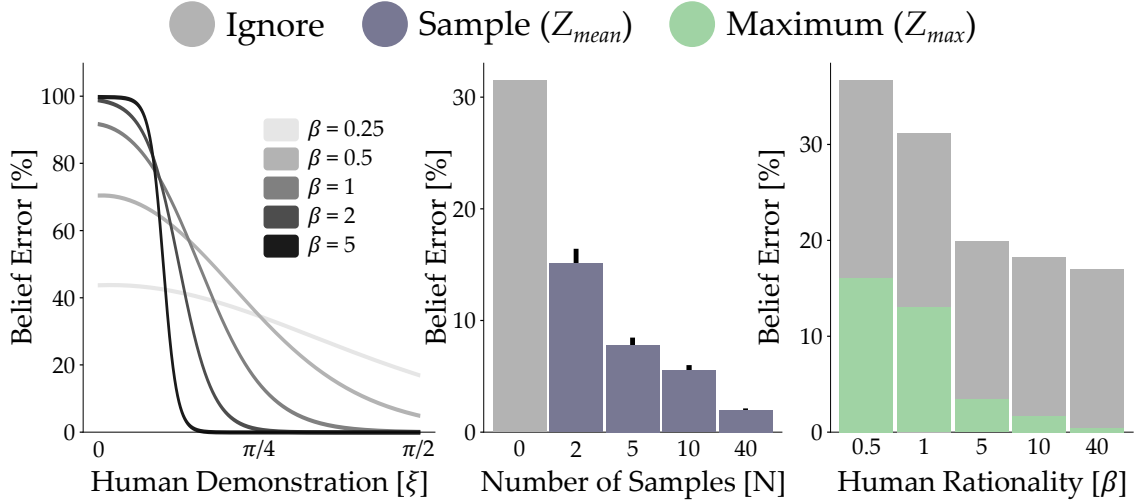 Ignore
Sample (Z_mean)
Maximum (Z_max)
Belief Error [%]
100
80
60
40
20
0
β = 0.25
β = 0.5
β = 1
β = 2
β = 5
0
π/4
π/2
Human Demonstration [ξ]
Belief Error [%]
30
20
10
0
0
2
5
10
40
Number of Samples [N]
Belief Error [%]
30
20
10
0
0.5
1
5
10
40
Human Rationality [β]